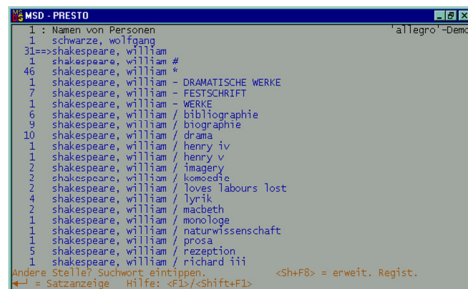 MSD - PRESTO
1 : Namen von Personen 'allegro'-Demo
1 schwarze, wolfgang
31==>shakespeare, william
1 shakespeare, william #
46 shakespeare, william *
1 shakespeare, william - DRAMATISCHE WERKE
7 shakespeare, william - FESTSCHRIFT
1 shakespeare, william - WERKE
6 shakespeare, william / bibliographie
9 shakespeare, william / biographie
10 shakespeare, william / drama
1 shakespeare, william / henry iv
1 shakespeare, william / henry v
2 shakespeare, william / imagery
2 shakespeare, william / komoedie
2 shakespeare, william / loves labours lost
4 shakespeare, william / lyrik
2 shakespeare, william / macbeth
1 shakespeare, william / monologe
1 shakespeare, william / naturwissenschaft
1 shakespeare, william / prosa
5 shakespeare, william / rezeption
1 shakespeare, william / richard iii
Andere Stelle? Suchwort eintippen. <Sh+F8> = erweit. Regist.
◄─┘ = Satzanzeige Hilfe: <F1>/<Shift+F1>